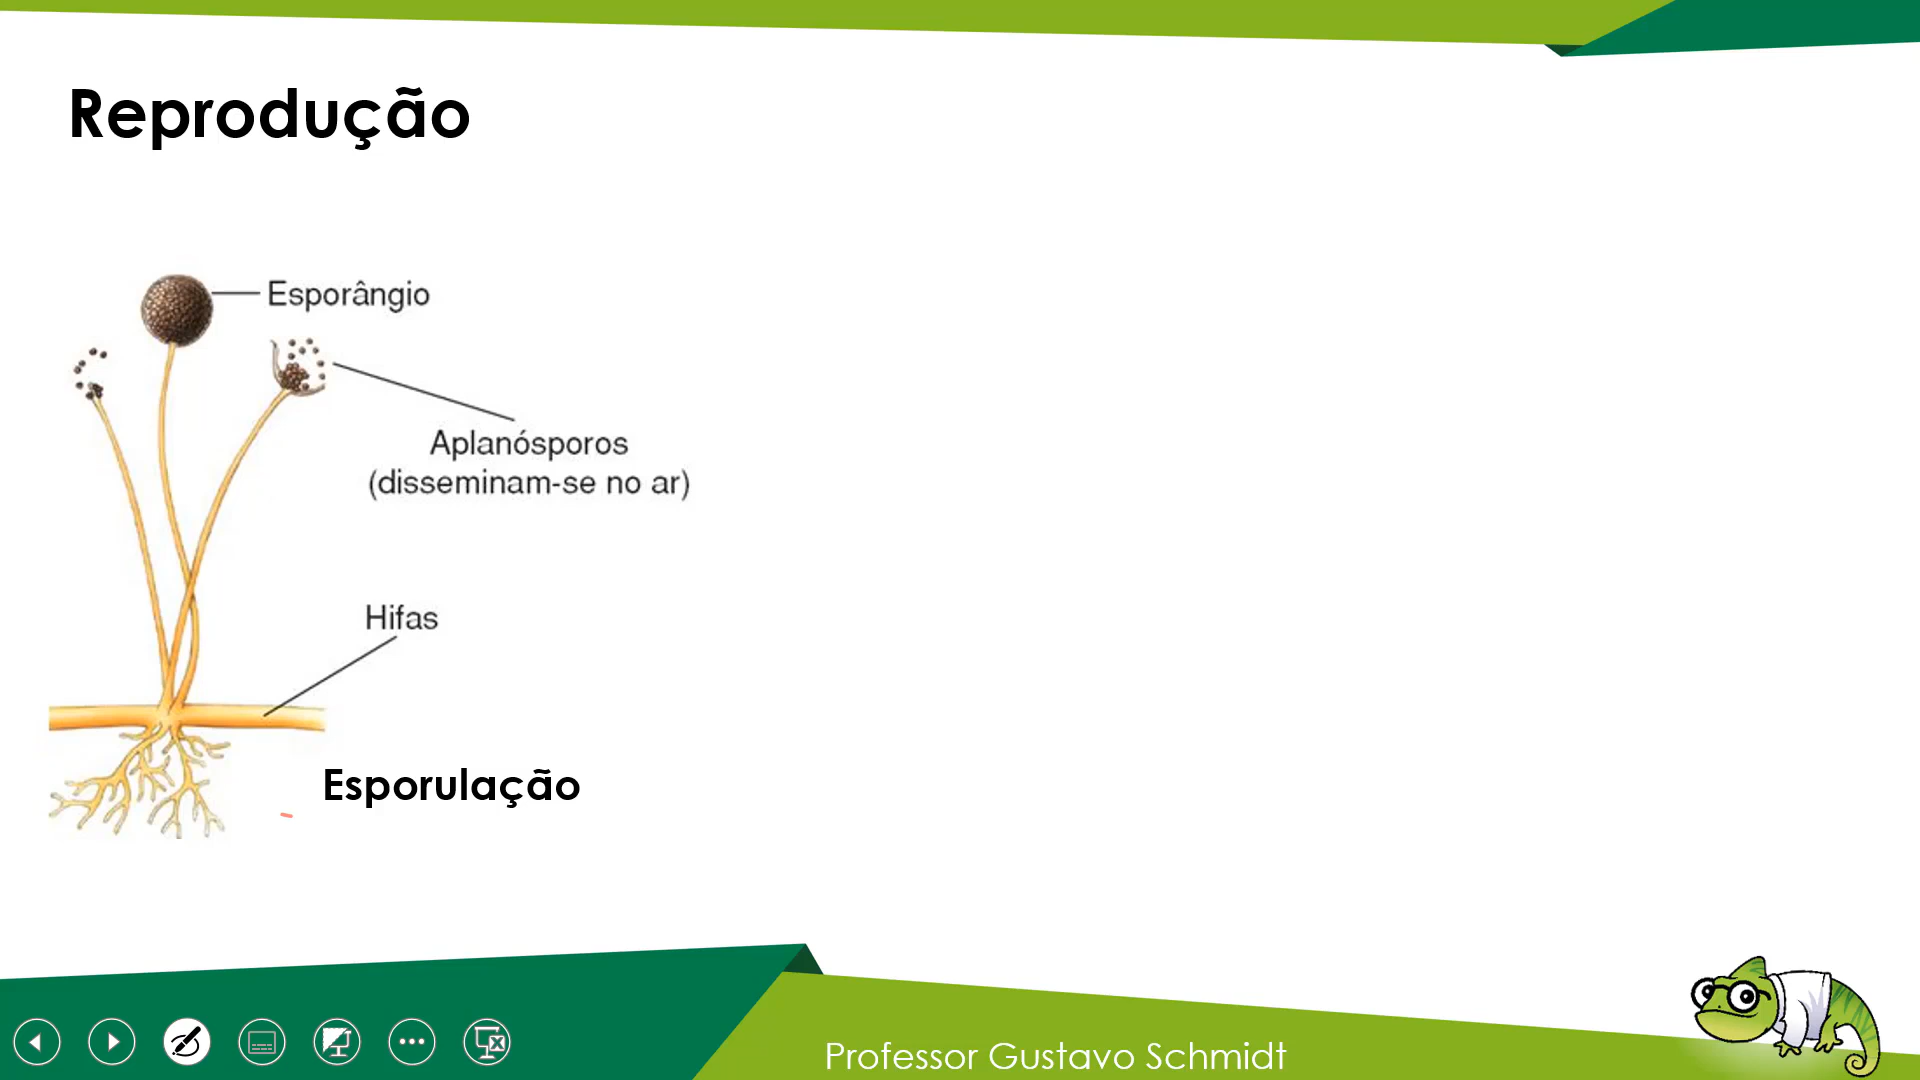 Reprodução
Esporângio
Aplanósporos
(disseminam-se no ar)
Hifas
Esporulação
Professor Gustavo Schmidt